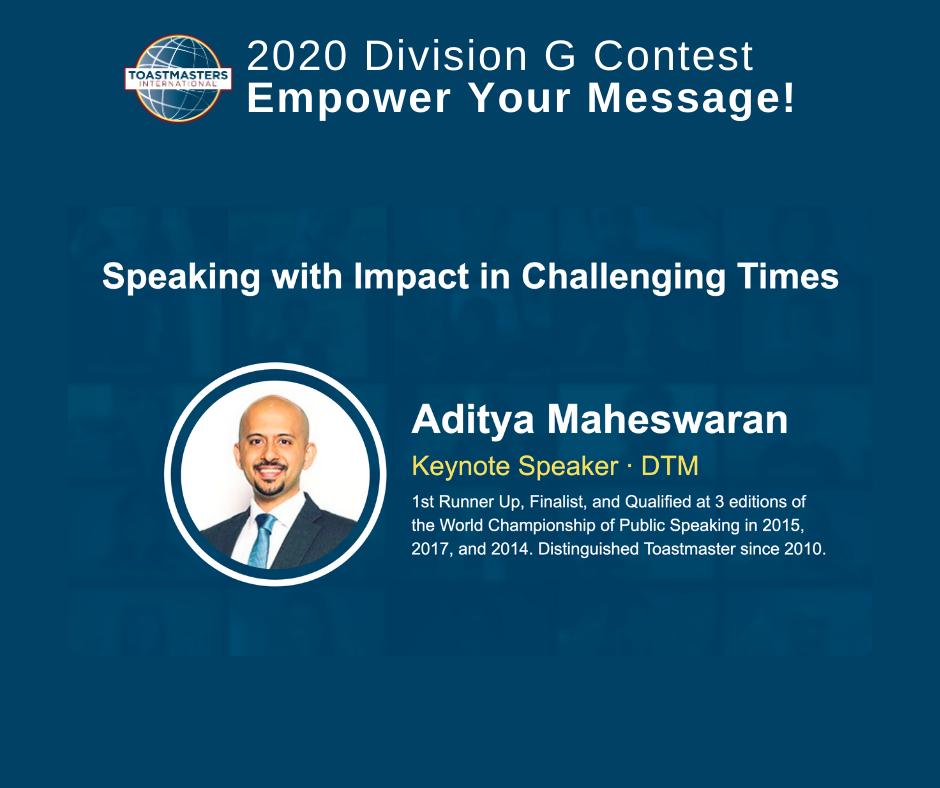 TOASTMASTERS
INTERNATIONAL
2020 Division G Contest
Empower Your Message!
Speaking with Impact in Challenging Times
Aditya Maheswaran
Keynote Speaker · DTM
1st Runner Up, Finalist, and Qualified at 3 editions of
the World Championship of Public Speaking in 2015,
2017, and 2014. Distinguished Toastmaster since 2010.